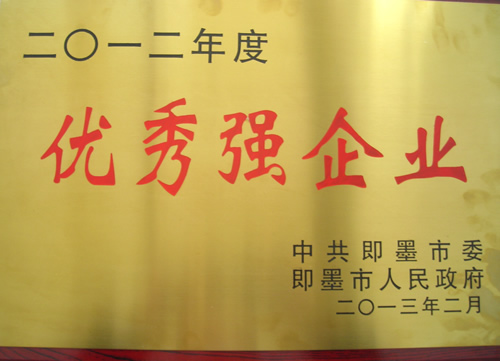 二〇一二年度
优秀强企业
中共即墨市委
即墨市人民政府
二〇一三年二月